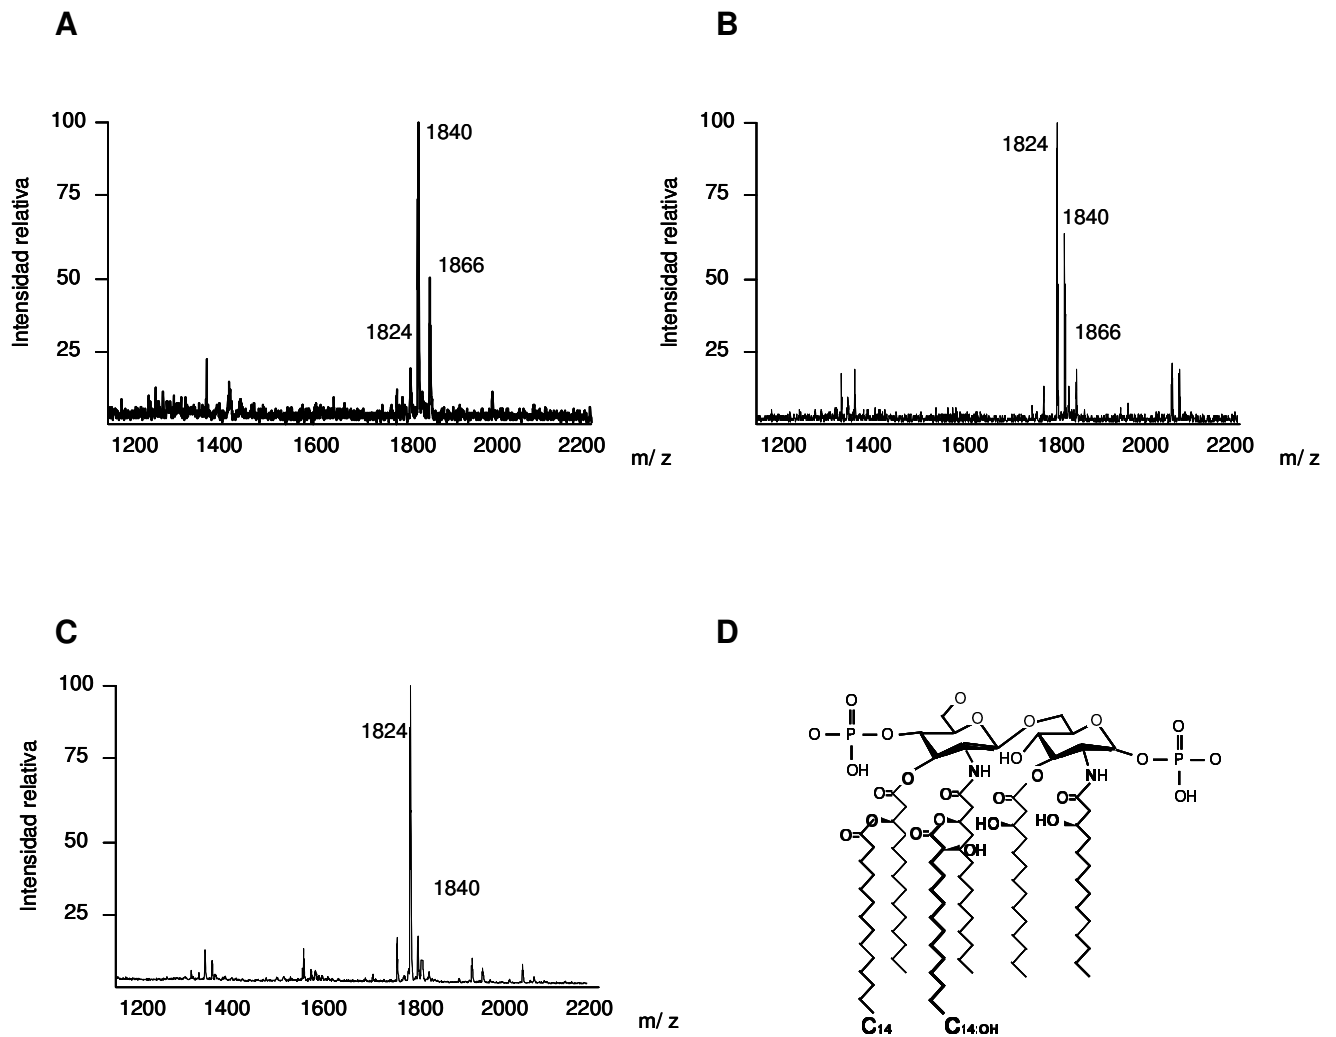 A
100
75
50
25
Intensidad relativa
1840
1866
1824
1200 1400 1600 1800 2000 2200
m/ z
B
100
75
50
25
Intensidad relativa
1824
1840
1866
1200 1400 1600 1800 2000 2200
m/ z
C
100
75
50
25
Intensidad relativa
1824
1840
1200 1400 1600 1800 2000 2200
m/ z
D
O
O
O P O O O O O
HO O P O
OH O NH O NH OH
O O O O
O O HO HO
O O OH
C14 C14:OH